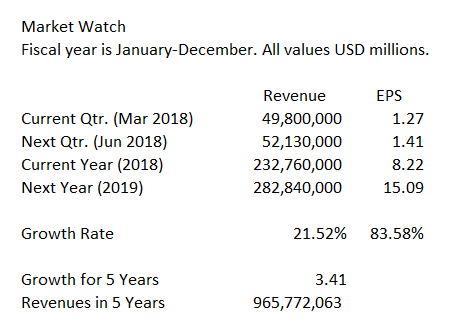 Market Watch
Fiscal year is January-December. All values USD millions.
Revenue EPS
Current Qtr. (Mar 2018) 49,800,000 1.27
Next Qtr. (Jun 2018) 52,130,000 1.41
Current Year (2018) 232,760,000 8.22
Next Year (2019) 282,840,000 15.09
Growth Rate 21.52% 83.58%
Growth for 5 Years 3.41
Revenues in 5 Years 965,772,063